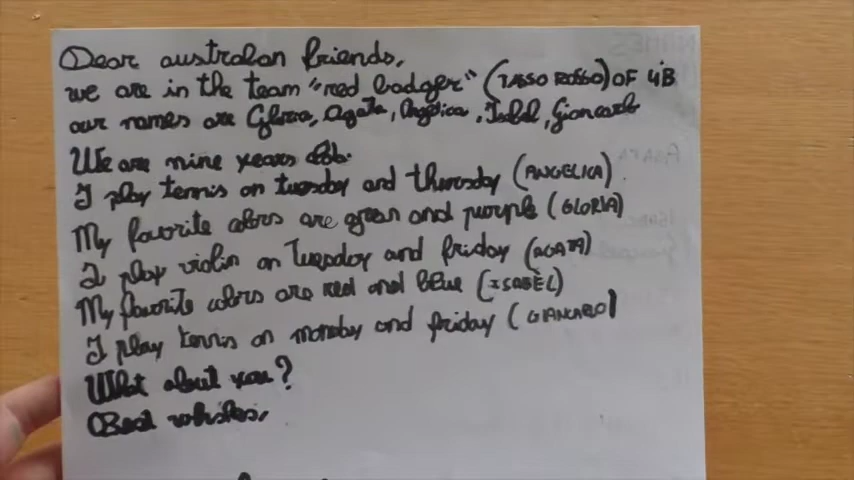 Dear australan friends,
we are in the team "red badger" (TASSO ROSSO) OF 4B
our names are Gloria, Agata, Angelica, Isabel, Giancarlo
We are nine years old.
I play tennis on tuesday and thursday (ANGELICA)
My favorite colors are green and purple (GLORIA)
I play violin on Tuesday and friday (AGATA)
My favorite colors are red and blue (ISABEL)
I play tennis on monday and friday (GIANCARLO)
What about you?
Best whishes,